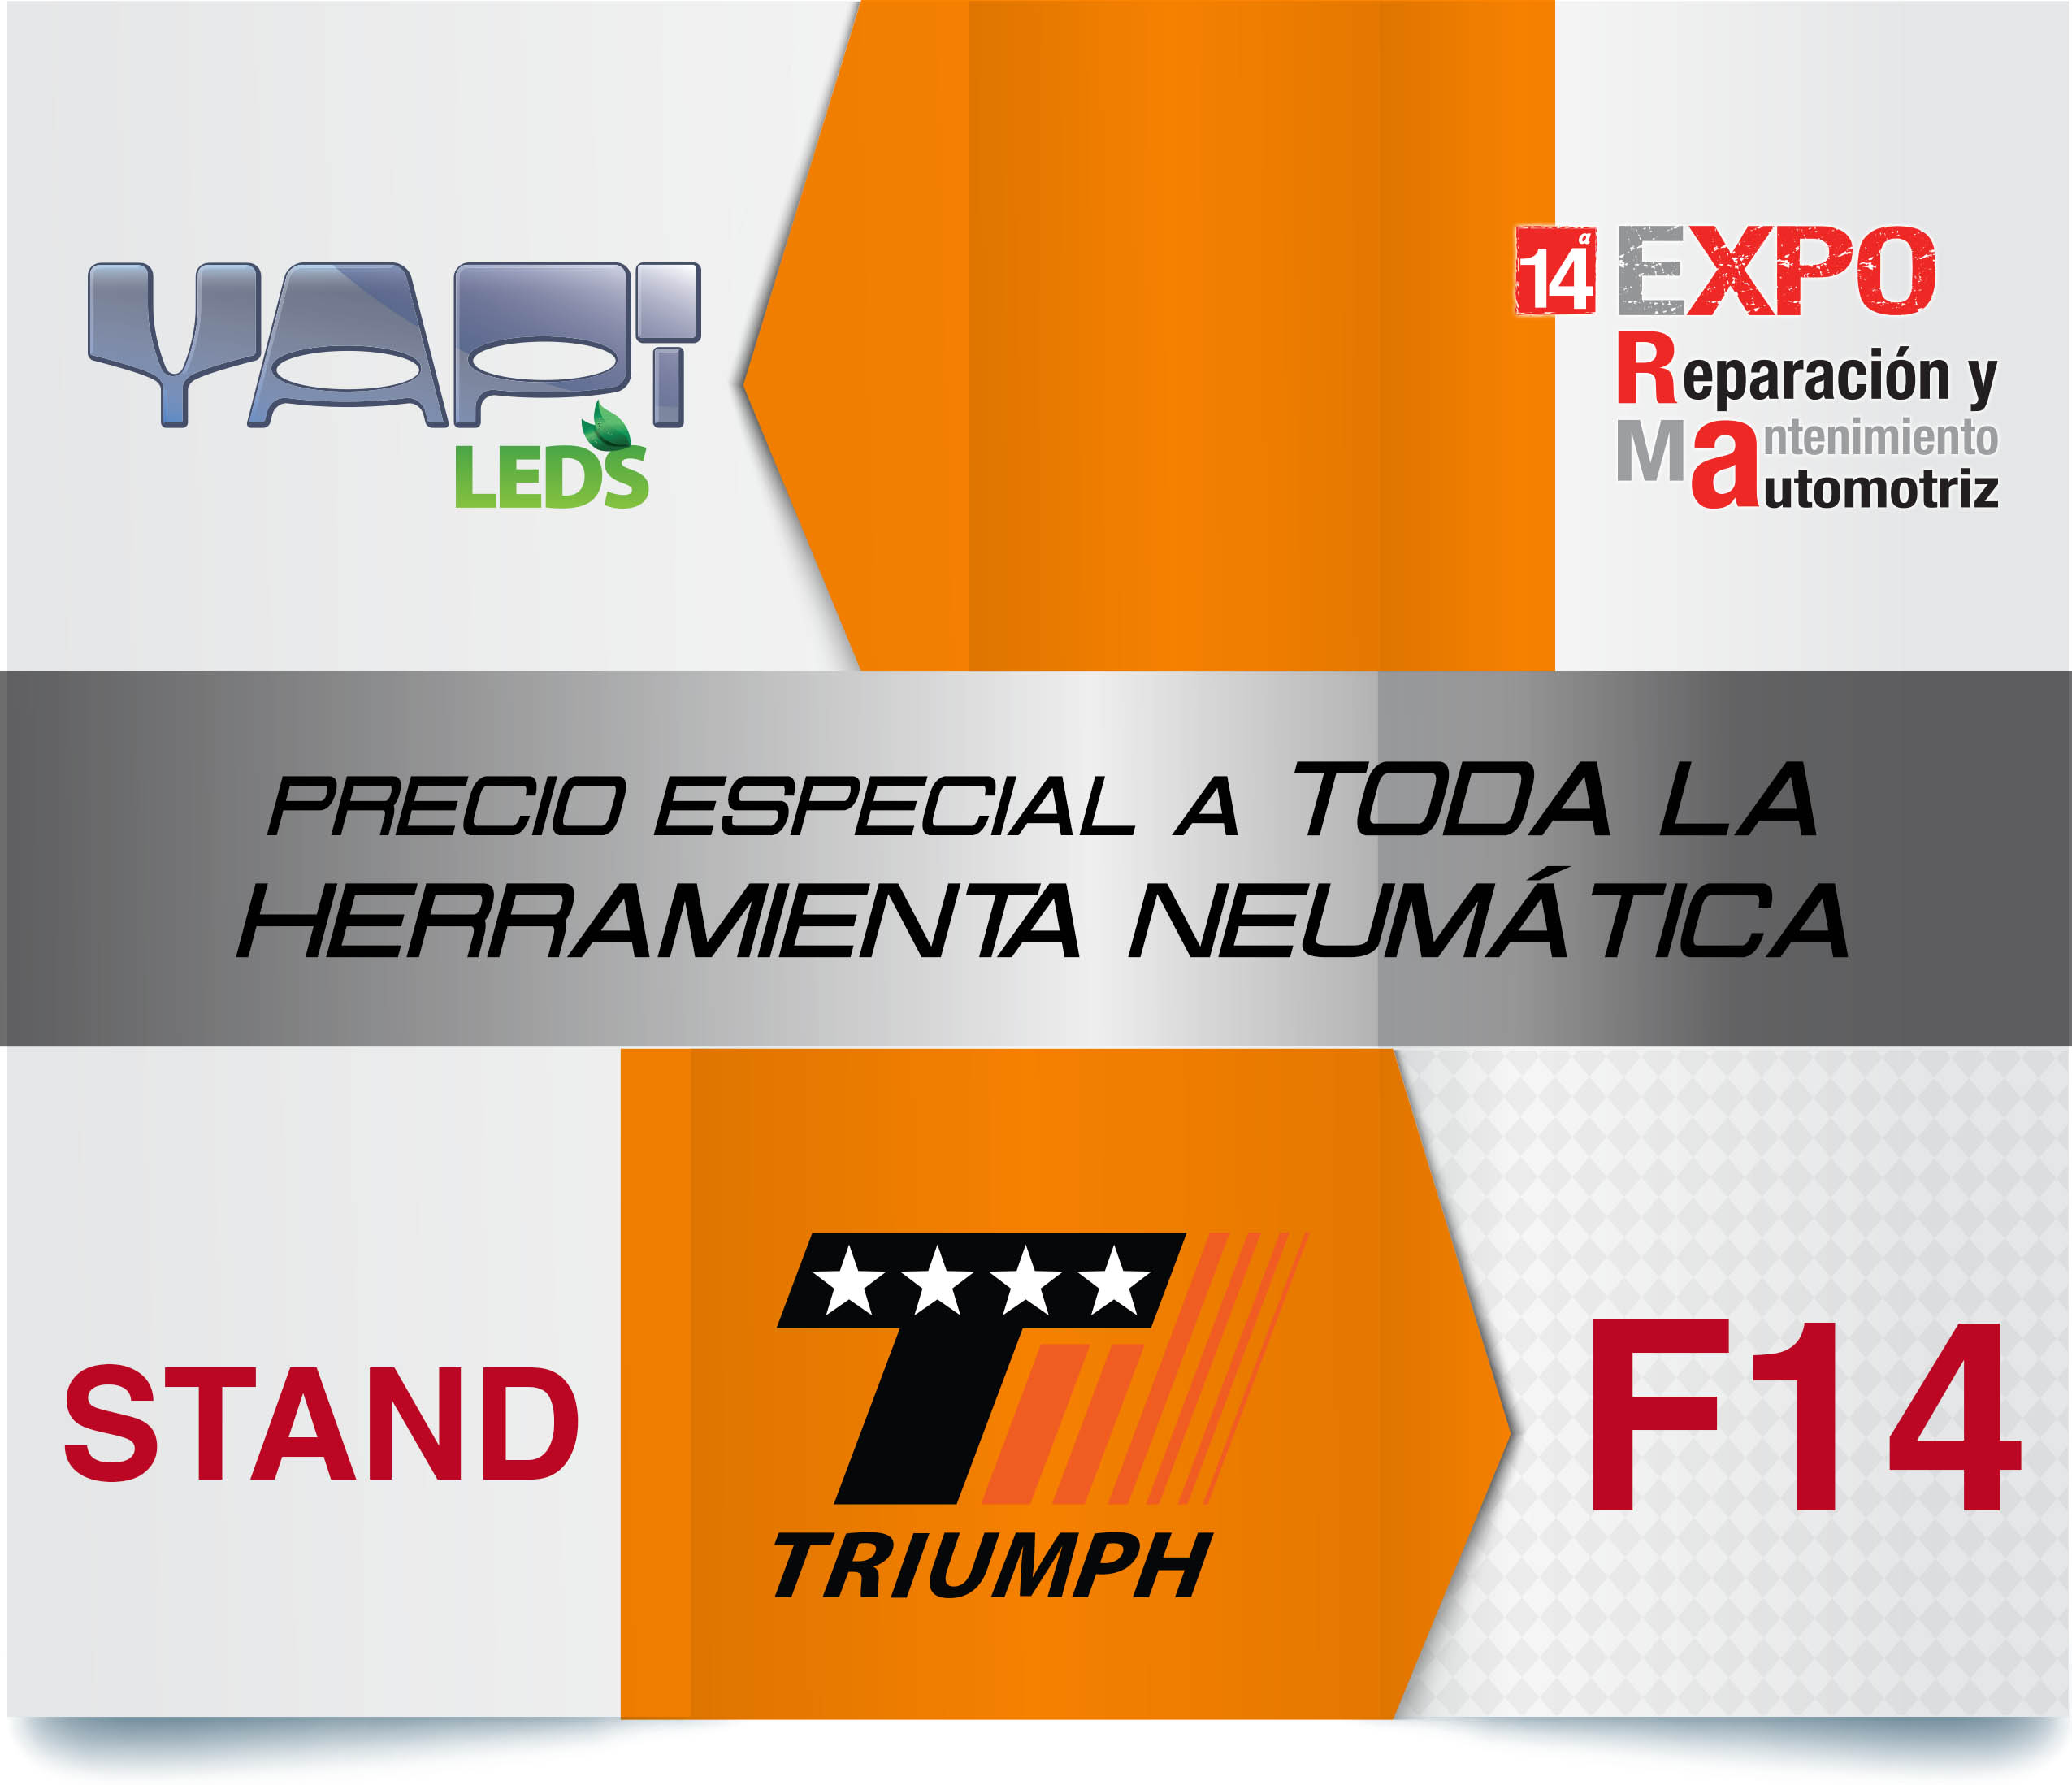 YAPi
LEDS
14ª EXPO
Reparación y
Mantenimiento
automotriz
PRECIO ESPECIAL A TODA LA
HERRAMIENTA NEUMÁTICA
STAND
T
TRIUMPH
F14